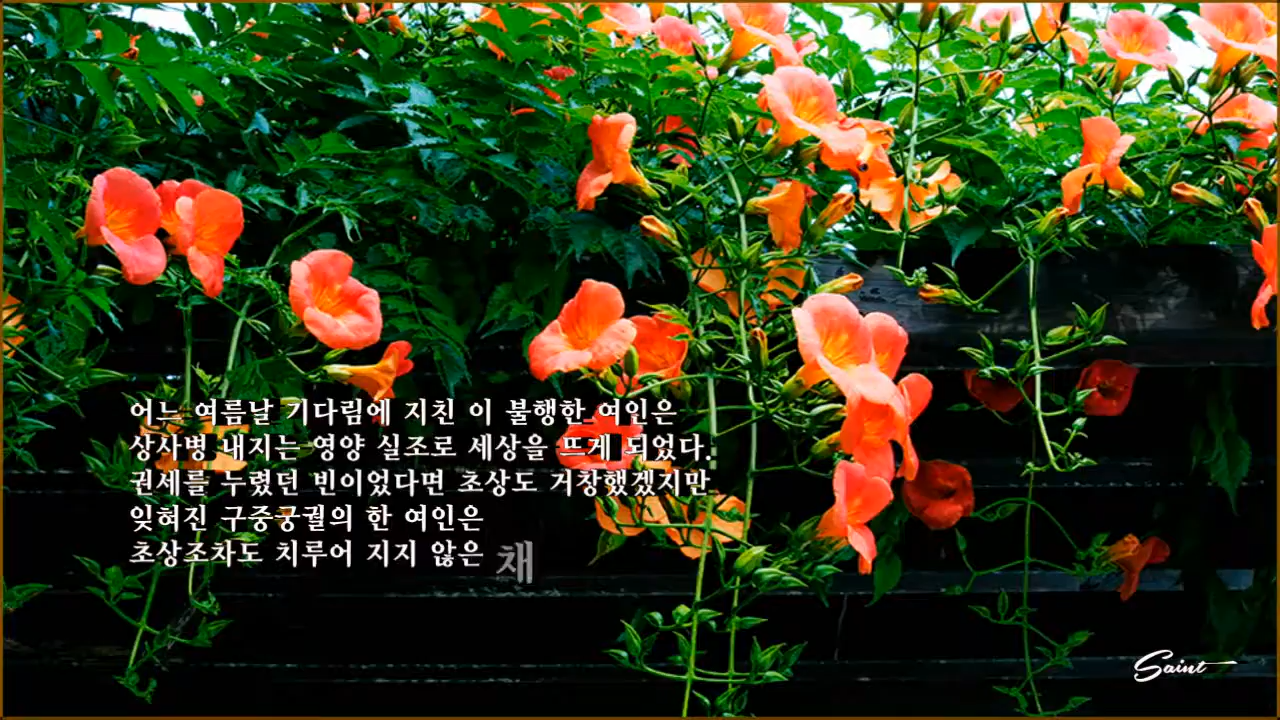 어느 여름날 기다림에 지친 이 불행한 여인은
상사병 내지는 영양 실조로 세상을 뜨게 되었다.
권세를 누렸던 빈이었다면 초상도 거창했겠지만
잊혀진 구중궁궐의 한 여인은
초상조차도 치루어 지지 않은 채
Saint